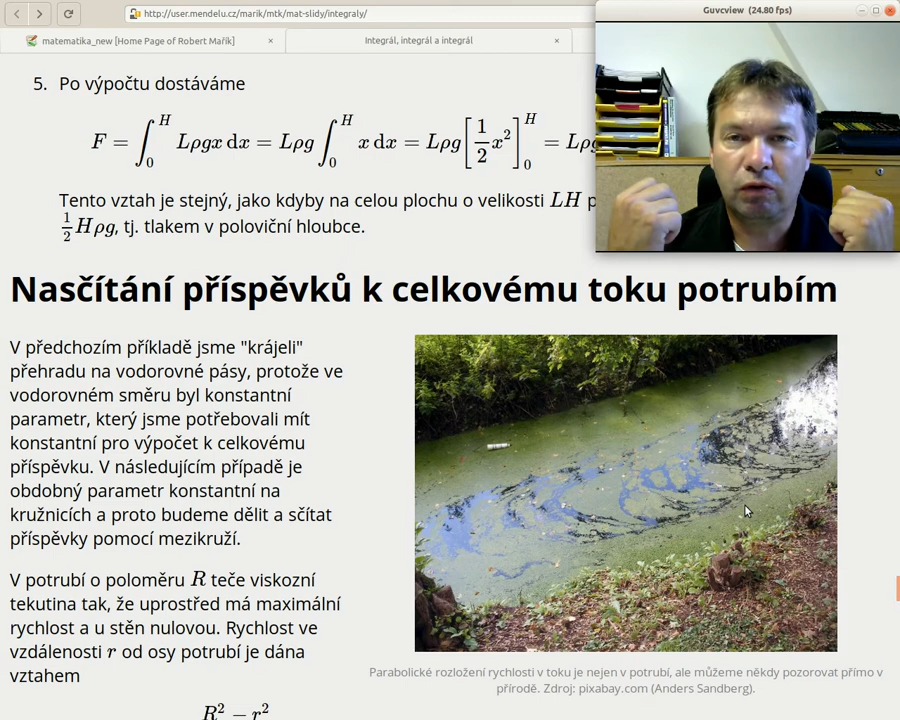 http://user.mendelu.cz/marik/mtk/mat-slidy/integraly/
Guvcview (24.80 fps)
matematika_new [Home Page of Robert Mařík]
Integrál, integrál a integrál
5. Po výpočtu dostáváme
F = ∫₀ᴴ Lρgx dx = Lρg ∫₀ᴴ x dx = Lρg [1/2 x²]₀ᴴ = Lρ
Tento vztah je stejný, jako kdyby na celou plochu o velikosti LH p
1/2 Hρg, tj. tlakem v poloviční hloubce.
Nasčítání příspěvků k celkovému toku potrubím
V předchozím příkladě jsme "krájeli"
přehradu na vodorovné pásy, protože ve
vodorovném směru byl konstantní
parametr, který jsme potřebovali mít
konstantní pro výpočet k celkovému
příspěvku. V následujícím případě je
obdobný parametr konstantní na
kružnicích a proto budeme dělit a sčítat
příspěvky pomocí mezikruží.
V potrubí o poloměru R teče viskozní
tekutina tak, že uprostřed má maximální
rychlost a u stěn nulovou. Rychlost ve
vzdálenosti r od osy potrubí je dána
vztahem
R² − r²
Parabolické rozložení rychlosti v toku je nejen v potrubí, ale můžeme někdy pozorovat přímo v
přírodě. Zdroj: pixabay.com (Anders Sandberg).